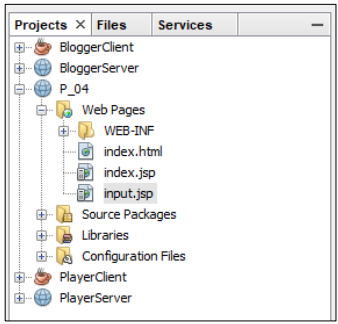 Projects Files Services
BloggerClient
BloggerServer
P_04
Web Pages
WEB-INF
index.html
index.jsp
input.jsp
Source Packages
Libraries
Configuration Files
PlayerClient
PlayerServer